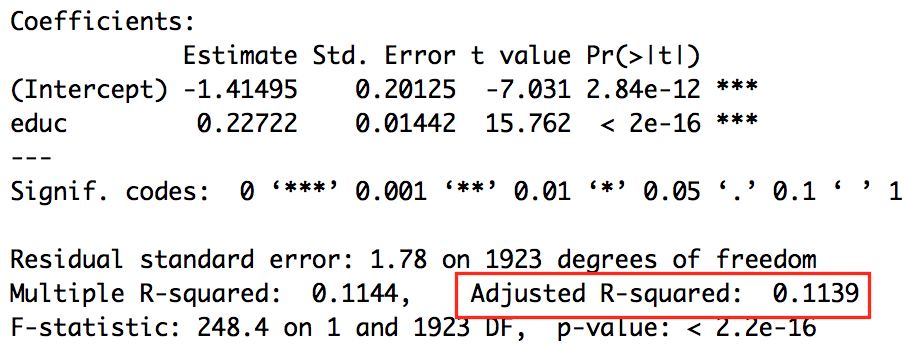 Coefficients:
Estimate Std. Error t value Pr(>|t|)
(Intercept) -1.41495 0.20125 -7.031 2.84e-12 ***
educ 0.22722 0.01442 15.762 < 2e-16 ***
---
Signif. codes: 0 ‘***’ 0.001 ‘**’ 0.01 ‘*’ 0.05 ‘.’ 0.1 ‘ ’ 1
Residual standard error: 1.78 on 1923 degrees of freedom
Multiple R-squared: 0.1144, Adjusted R-squared: 0.1139
F-statistic: 248.4 on 1 and 1923 DF, p-value: < 2.2e-16